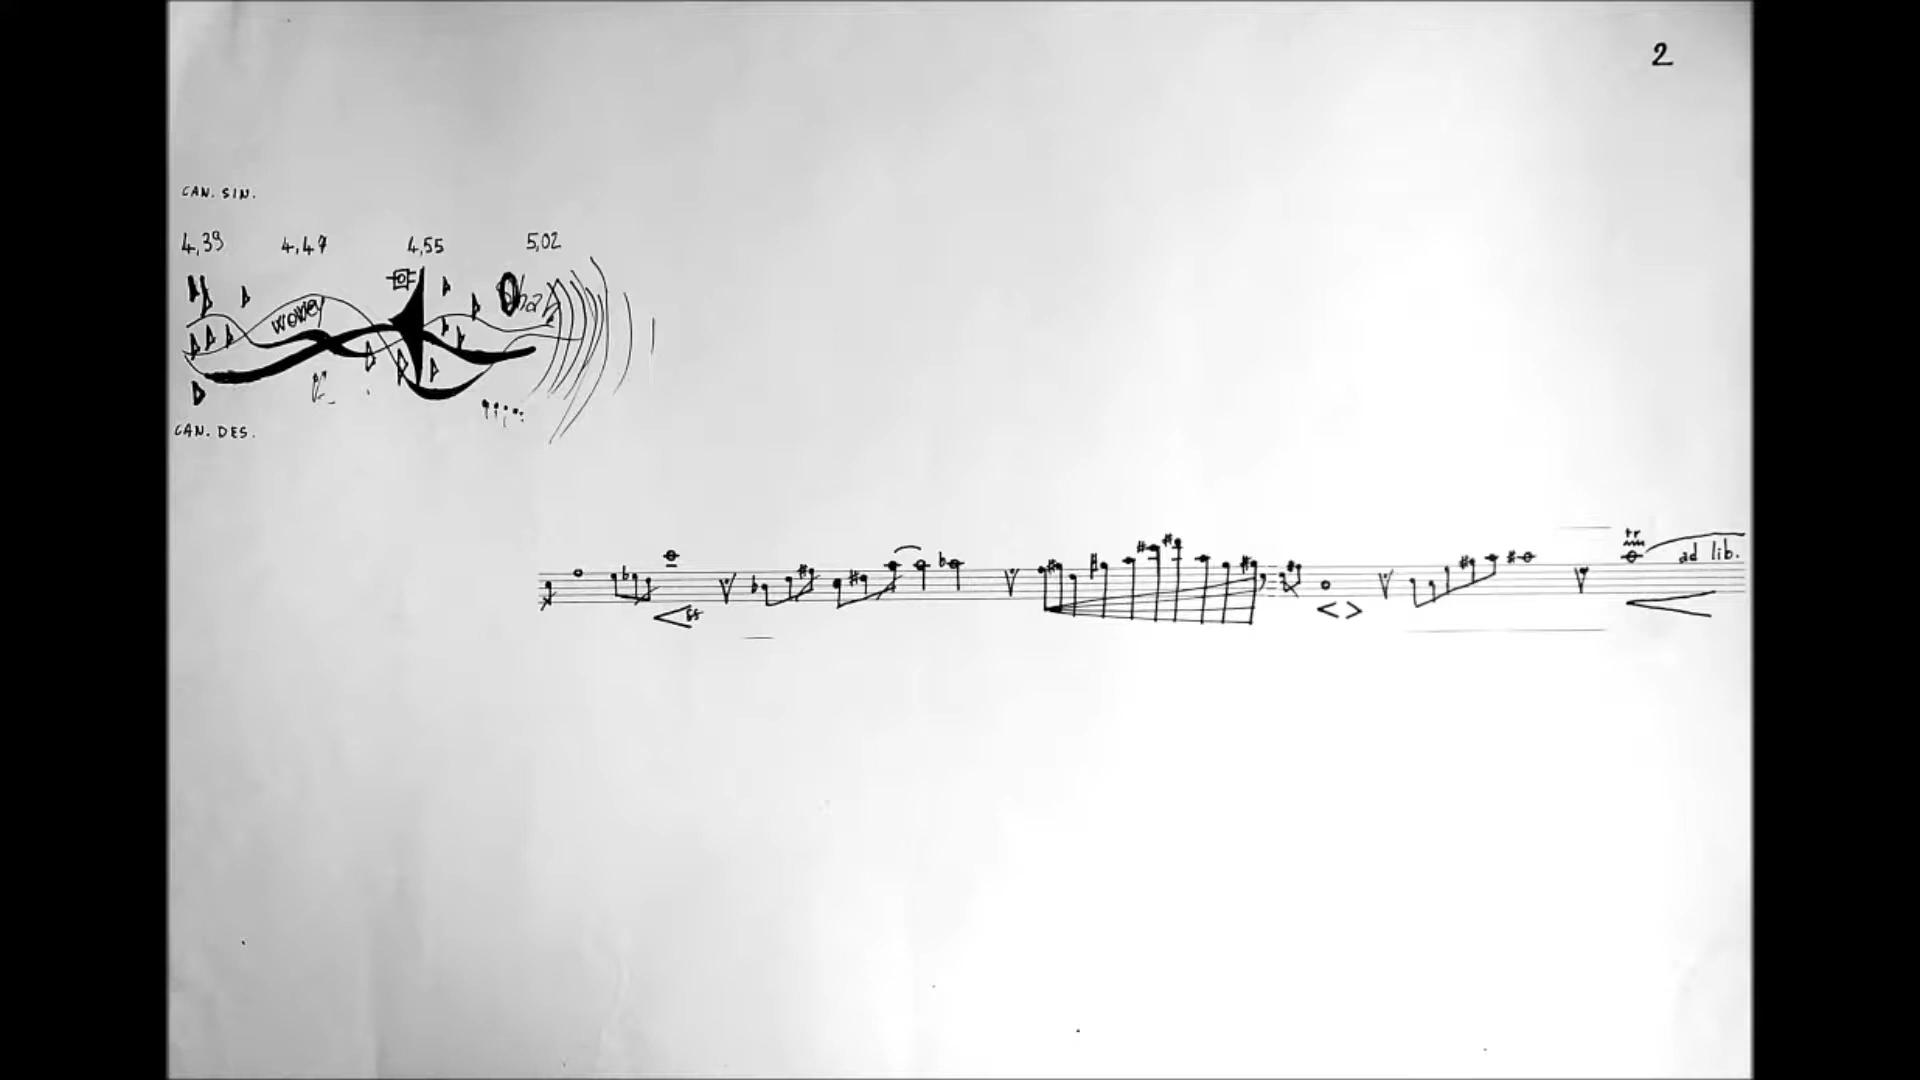 2
CAN. SIN.
4,39 4,47 4,55 5,02
CAN. DES.
tr
ad lib.